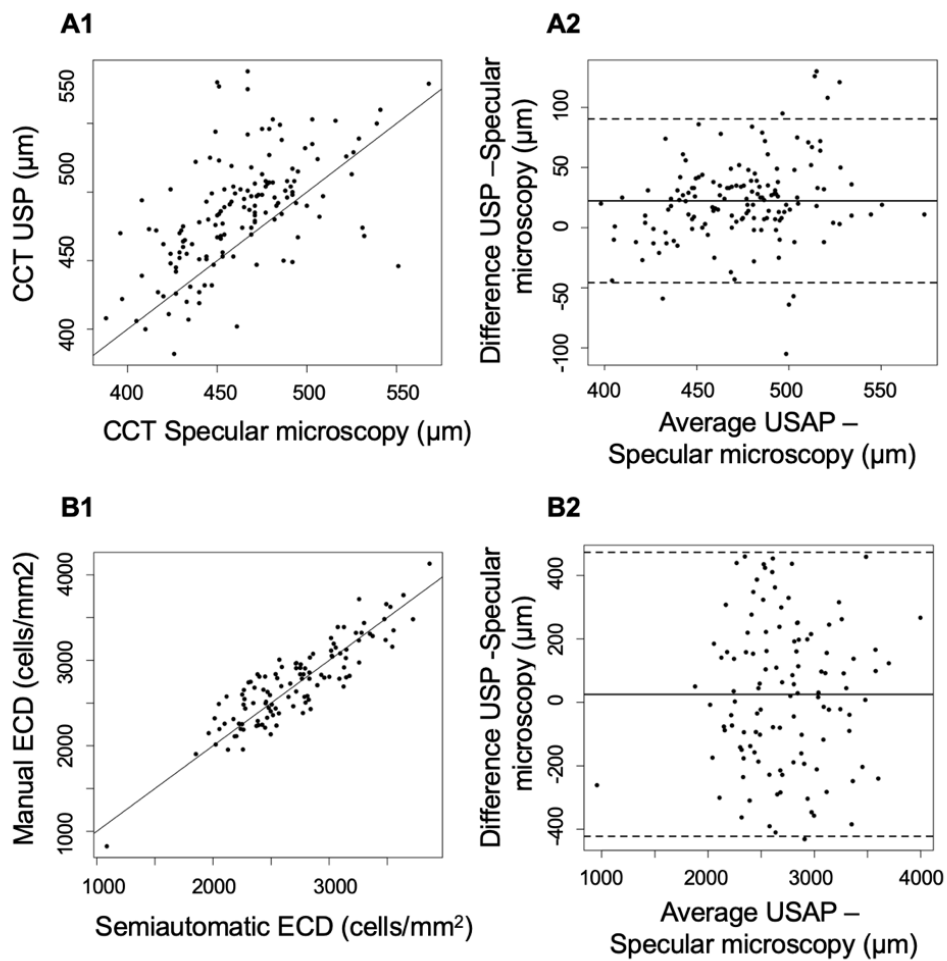 A1
CCT USP (µm)
400
450
500
550
400
450
500
550
CCT Specular microscopy (µm)
A2
Difference USP –Specular
microscopy (µm)
-100
-50
0
50
100
400
450
500
550
Average USAP –
Specular microscopy (µm)
B1
Manual ECD (cells/mm2)
1000
2000
3000
4000
1000
2000
3000
Semiautomatic ECD (cells/mm²)
B2
Difference USP -Specular
microscopy (µm)
-400
-200
0
200
400
1000
2000
3000
4000
Average USAP –
Specular microscopy (µm)